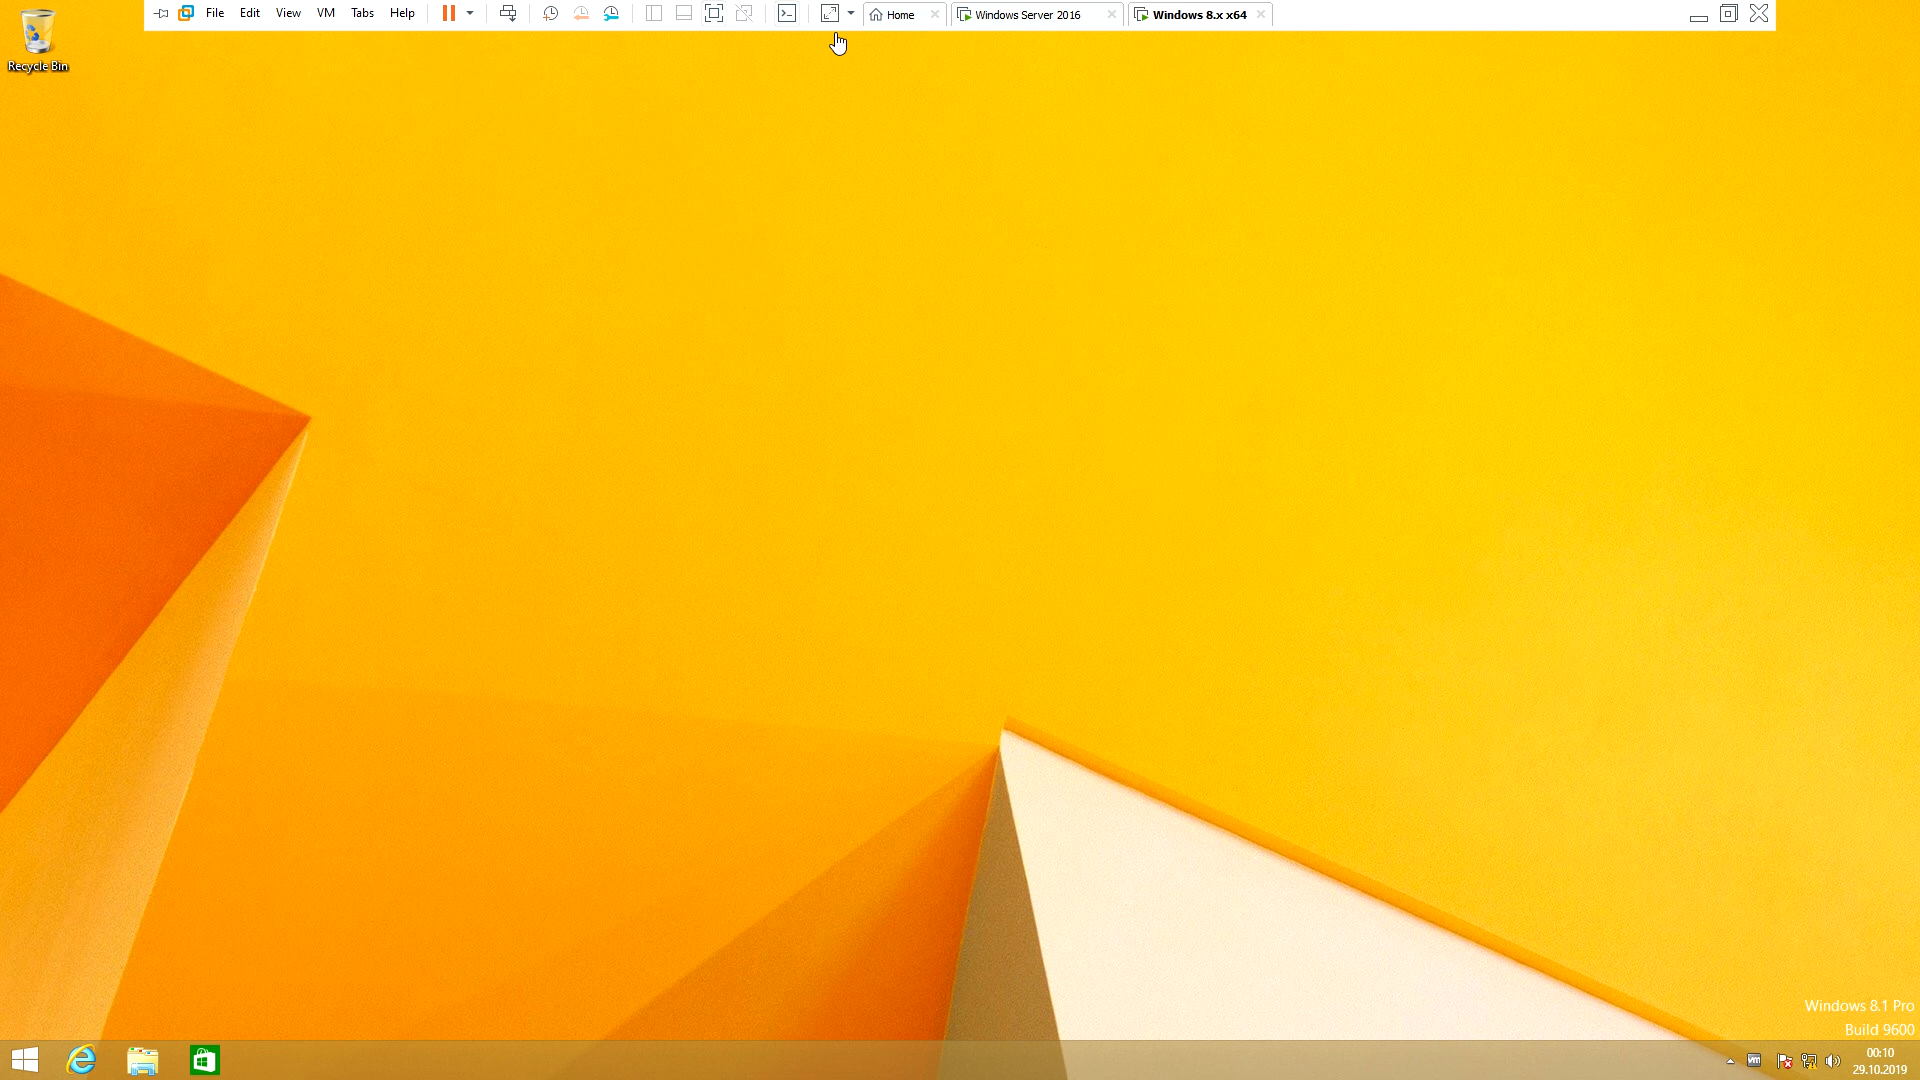 File Edit View VM Tabs Help Home Windows Server 2016 Windows 8.x x64
Recycle Bin
Windows 8.1 Pro
Build 9600
vm
00:10
29.10.2019